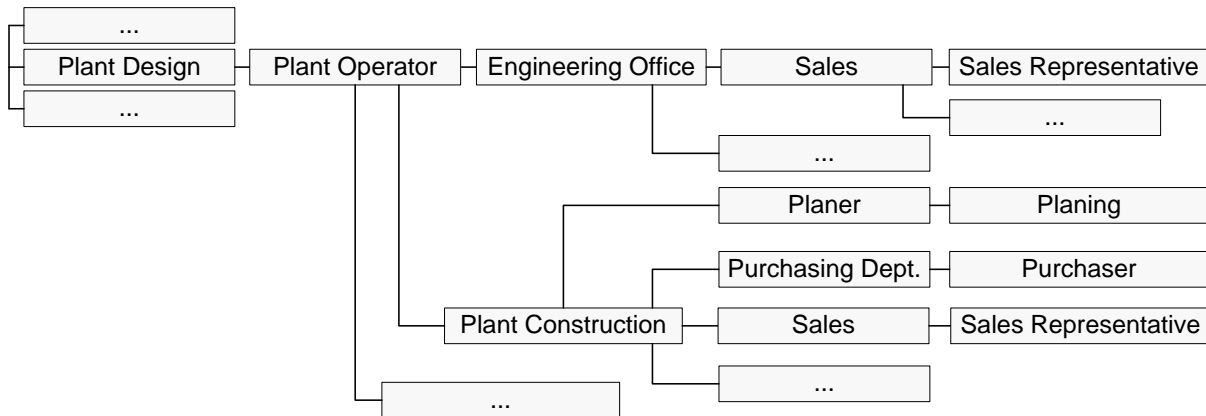 ...
Plant Design
Plant Operator
Engineering Office
Sales
Sales Representative
...
...
...
Planer
Planing
Purchasing Dept.
Purchaser
Plant Construction
Sales
Sales Representative
...
...